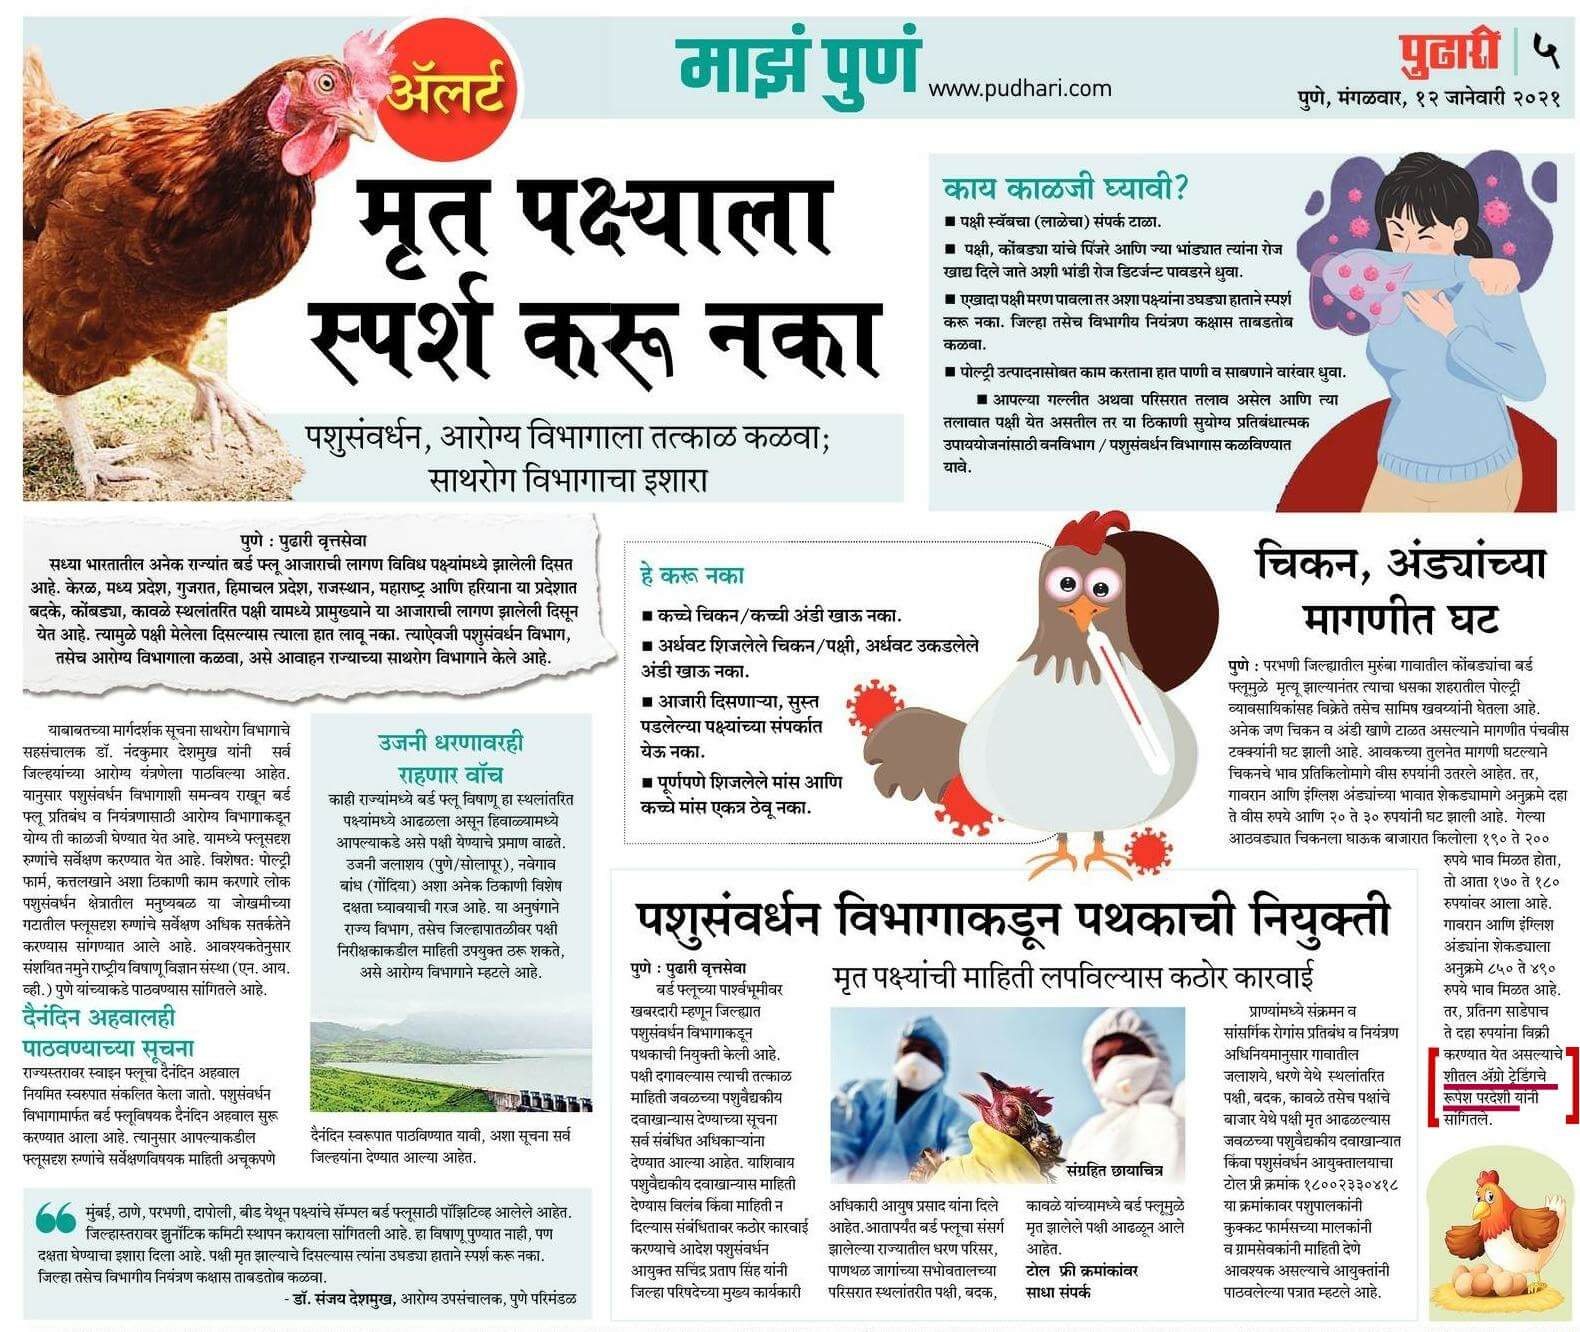 ॲलर्ट
माझं पुणं
www.pudhari.com
पुढारी
५
पुणे, मंगळवार, १२ जानेवारी २०२१
मृत पक्ष्याला
स्पर्श करू नका
पशुसंवर्धन, आरोग्य विभागाला तत्काळ कळवा;
साथरोग विभागाचा इशारा
काय काळजी घ्यावी?
■ पक्षी स्वॅबचा (लाळेचा) संपर्क टाळा.
■ पक्षी, कोंबड्या यांचे पिंजरे आणि ज्या भांड्यात त्यांना रोज
खाद्य दिले जाते अशी भांडी रोज डिटर्जन्ट पावडरने धुवा.
■ एखादा पक्षी मरण पावला तर अशा पक्ष्यांना उघड्या हाताने स्पर्श
करू नका. जिल्हा तसेच विभागीय नियंत्रण कक्षास ताबडतोब
कळवा.
■ पोल्ट्री उत्पादनासोबत काम करताना हात पाणी व साबणाने वारंवार धुवा.
■ आपल्या गल्लीत अथवा परिसरात तलाव असेल आणि त्या
तलावात पक्षी येत असतील तर या ठिकाणी सुयोग्य प्रतिबंधात्मक
उपाययोजनांसाठी वनविभाग / पशुसंवर्धन विभागास कळविण्यात
यावे.
पुणे : पुढारी वृत्तसेवा
सध्या भारतातील अनेक राज्यांत बर्ड फ्लू आजाराची लागण विविध पक्ष्यांमध्ये झालेली दिसत
आहे. केरळ, मध्य प्रदेश, गुजरात, हिमाचल प्रदेश, राजस्थान, महाराष्ट्र आणि हरियाना या प्रदेशात
बदके, कोंबड्या, कावळे स्थलांतरित पक्षी यामध्ये प्रामुख्याने या आजाराची लागण झालेली दिसून
येत आहे. त्यामुळे पक्षी मेलेला दिसल्यास त्याला हात लावू नका. त्याऐवजी पशुसंवर्धन विभाग,
तसेच आरोग्य विभागाला कळवा, असे आवाहन राज्याच्या साथरोग विभागाने केले आहे.
याबाबतच्या मार्गदर्शक सूचना साथरोग विभागाचे
सहसंचालक डॉ. नंदकुमार देशमुख यांनी सर्व
जिल्हयांच्या आरोग्य यंत्रणेला पाठविल्या आहेत.
यानुसार पशुसंवर्धन विभागाशी समन्वय राखून बर्ड
फ्लू प्रतिबंध व नियंत्रणासाठी आरोग्य विभागाकडून
योग्य ती काळजी घेण्यात येत आहे. यामध्ये फ्लूसदृश
रुग्णांचे सर्वेक्षण करण्यात येत आहे. विशेषत: पोल्ट्री
फार्म, कत्तलखाने अशा ठिकाणी काम करणारे लोक
पशुसंवर्धन क्षेत्रातील मनुष्यबळ या जोखमीच्या
गटातील फ्लूसदृश रुग्णांचे सर्वेक्षण अधिक सतर्कतेने
करण्यास सांगण्यात आले आहे. आवश्यकतेनुसार
संशयित नमुने राष्ट्रीय विषाणू विज्ञान संस्था (एन. आय.
व्ही.) पुणे यांच्याकडे पाठवण्यास सांगितले आहे.
दैनंदिन अहवालही
पाठवण्याच्या सूचना
राज्यस्तरावर स्वाइन फ्लूचा दैनंदिन अहवाल
नियमित स्वरुपात संकलित केला जातो. पशुसंवर्धन
विभागामार्फत बर्ड फ्लूविषयक दैनंदिन अहवाल सुरू
करण्यात आला आहे. त्यानुसार आपल्याकडील
फ्लूसदृश रुग्णांचे सर्वेक्षणविषयक माहिती अचूकपणे
उजनी धरणावरही
राहणार वॉच
काही राज्यांमध्ये बर्ड फ्लू विषाणू हा स्थलांतरित
पक्ष्यांमध्ये आढळला असून हिवाळ्यामध्ये
आपल्याकडे असे पक्षी येण्याचे प्रमाण वाढते.
उजनी जलाशय (पुणे/सोलापूर), नवेगाव
बांध (गोंदिया) अशा अनेक ठिकाणी विशेष
दक्षता घ्यावयाची गरज आहे. या अनुषंगाने
राज्य विभाग, तसेच जिल्हापातळीवर पक्षी
निरीक्षकाकडील माहिती उपयुक्त ठरू शकते,
असे आरोग्य विभागाने म्हटले आहे.
दैनंदिन स्वरूपात पाठविण्यात यावी, अशा सूचना सर्व
जिल्हयांना देण्यात आल्या आहेत.
मुंबई, ठाणे, परभणी, दापोली, बीड येथून पक्ष्यांचे सॅम्पल बर्ड फ्लूसाठी पॉझिटिव्ह आलेले आहेत.
जिल्हास्तरावर झुनॉटिक कमिटी स्थापन करायला सांगितली आहे. हा विषाणू पुण्यात नाही, पण
दक्षता घेण्याचा इशारा दिला आहे. पक्षी मृत झाल्याचे दिसल्यास त्यांना उघड्या हाताने स्पर्श करू नका.
जिल्हा तसेच विभागीय नियंत्रण कक्षास ताबडतोब कळवा.
- डॉ. संजय देशमुख, आरोग्य उपसंचालक, पुणे परिमंडळ
हे करू नका
■ कच्चे चिकन/कच्ची अंडी खाऊ नका.
■ अर्धवट शिजलेले चिकन/पक्षी, अर्धवट उकडलेले
अंडी खाऊ नका.
■ आजारी दिसणाऱ्या, सुस्त
पडलेल्या पक्ष्यांच्या संपर्कात
येऊ नका.
■ पूर्णपणे शिजलेले मांस आणि
कच्चे मांस एकत्र ठेवू नका.
पशुसंवर्धन विभागाकडून पथकाची नियुक्ती
मृत पक्ष्यांची माहिती लपविल्यास कठोर कारवाई
पुणे : पुढारी वृत्तसेवा
बर्ड फ्लूच्या पार्श्वभूमीवर
खबरदारी म्हणून जिल्ह्यात
पशुसंवर्धन विभागाकडून
पथकाची नियुक्ती केली आहे.
पक्षी दगावल्यास त्याची तत्काळ
माहिती जवळच्या पशुवैद्यकीय
दवाखान्यास देण्याच्या सूचना
सर्व संबंधित अधिकाऱ्यांना
देण्यात आल्या आहेत. याशिवाय
पशुवैद्यकीय दवाखान्यास माहिती
देण्यास विलंब किंवा माहिती न
दिल्यास संबंधितावर कठोर कारवाई
करण्याचे आदेश पशुसंवर्धन
आयुक्त सचिंद्र प्रताप सिंह यांनी
जिल्हा परिषदेच्या मुख्य कार्यकारी
संग्रहित छायाचित्र
अधिकारी आयुष प्रसाद यांना दिले
आहेत.आतापर्यंत बर्ड फ्लूचा संसर्ग
झालेल्या राज्यातील धरण परिसर,
पाणथळ जागांच्या सभोवतालच्या
परिसरात स्थलांतरीत पक्षी, बदक,
कावळे यांच्यामध्ये बर्ड फ्लूमुळे
मृत झालेले पक्षी आढळून आले
आहेत.
टोल फ्री क्रमांकांवर
साधा संपर्क
प्राण्यांमध्ये संक्रमन व
सांसर्गिक रोगांस प्रतिबंध व नियंत्रण
अधिनियमानुसार गावातील
जलाशये, धरणे येथे स्थलांतरित
पक्षी, बदक, कावळे तसेच पक्षांचे
बाजार येथे पक्षी मृत आढळल्यास
जवळच्या पशुवैद्यकीय दवाखान्यात
किंवा पशुसंवर्धन आयुक्तालयाचा
टोल फ्री क्रमांक १८००२३३०४१८
या क्रमांकावर पशुपालकांनी
कुक्कट फार्मसच्या मालकांनी
व ग्रामसेवकांनी माहिती देणे
आवश्यक असल्याचे आयुक्तांनी
पाठवलेल्या पत्रात म्हटले आहे.
चिकन, अंड्यांच्या
मागणीत घट
पुणे : परभणी जिल्ह्यातील मुरुंबा गावातील कोंबड्यांचा बर्ड
फ्लूमुळे मृत्यू झाल्यानंतर त्याचा धसका शहरातील पोल्ट्री
व्यावसायिकांसह विक्रेते तसेच सामिष खवय्यांनी घेतला आहे.
अनेक जण चिकन व अंडी खाणे टाळत असल्याने मागणीत पंचवीस
टक्क्यांनी घट झाली आहे. आवकच्या तुलनेत मागणी घटल्याने
चिकनचे भाव प्रतिकिलोमागे वीस रुपयांनी उतरले आहेत. तर,
गावरान आणि इंग्लिश अंड्यांच्या भावात शेकड्यामागे अनुक्रमे दहा
ते वीस रुपये आणि २० ते ३० रुपयांनी घट झाली आहे. गेल्या
आठवड्यात चिकनला घाऊक बाजारात किलोला १९० ते २००
रुपये भाव मिळत होता,
तो आता १७० ते १८०
रुपयांवर आला आहे.
गावरान आणि इंग्लिश
अंड्यांना शेकड्याला
अनुक्रमे ८५० ते ४९०
रुपये भाव मिळत आहे.
तर, प्रतिनग साडेपाच
ते दहा रुपयांना विक्री
करण्यात येत असल्याचे
शीतल ॲग्रो ट्रेडिंगचे
रूपेश परदेशी यांनी
सांगितले.